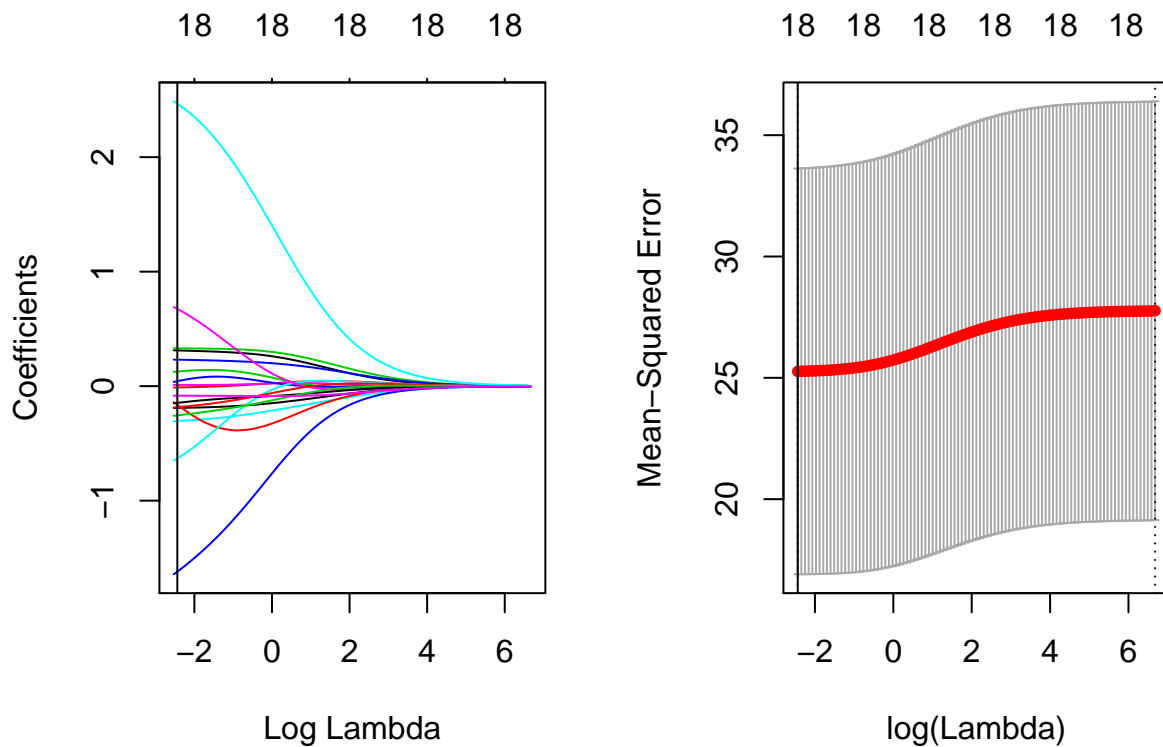 18 18 18 18 18
Coefficients
2
1
0
−1
−2 0 2 4 6
Log Lambda
18 18 18 18 18 18
Mean−Squared Error
35
30
25
20
−2 0 2 4 6
log(Lambda)